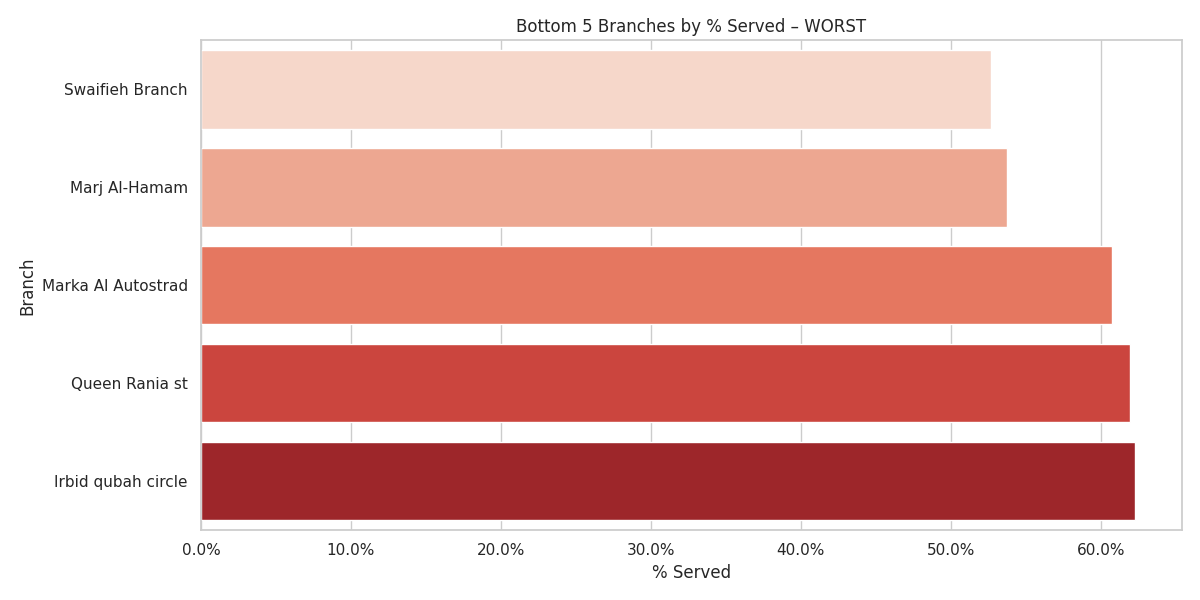 Bottom 5 Branches by % Served – WORST
Branch
Swaifieh Branch
Marj Al-Hamam
Marka Al Autostrad
Queen Rania st
Irbid qubah circle
0.0% 10.0% 20.0% 30.0% 40.0% 50.0% 60.0%
% Served